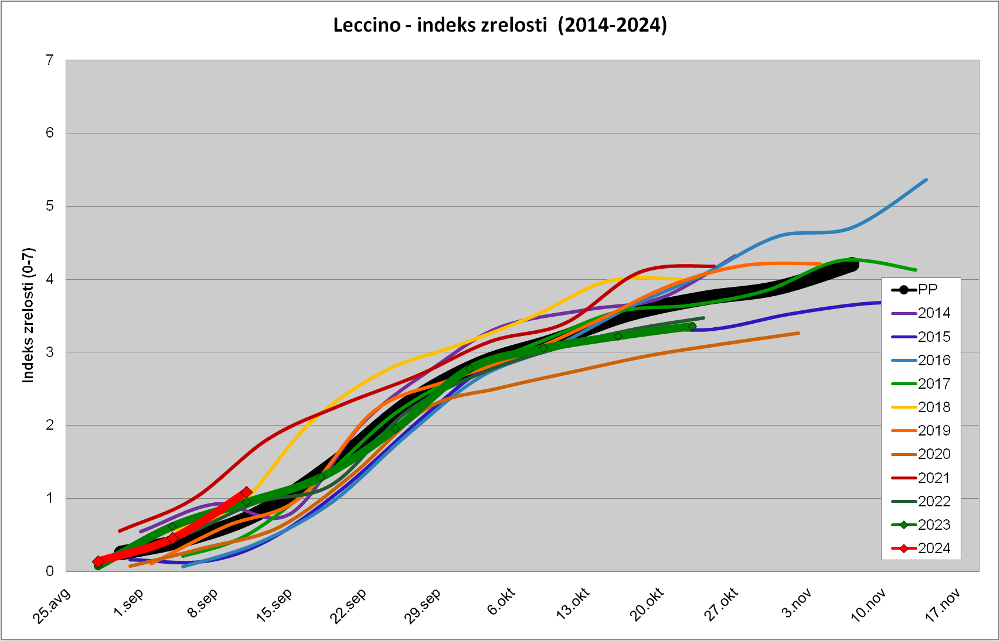 Leccino - indeks zrelosti  (2014-2024)
Indeks zrelosti (0-7)
7
6
5
4
3
2
1
0
25.avg
1.sep
8.sep
15.sep
22.sep
29.sep
6.okt
13.okt
20.okt
27.okt
3.nov
10.nov
17.nov
PP
2014
2015
2016
2017
2018
2019
2020
2021
2022
2023
2024